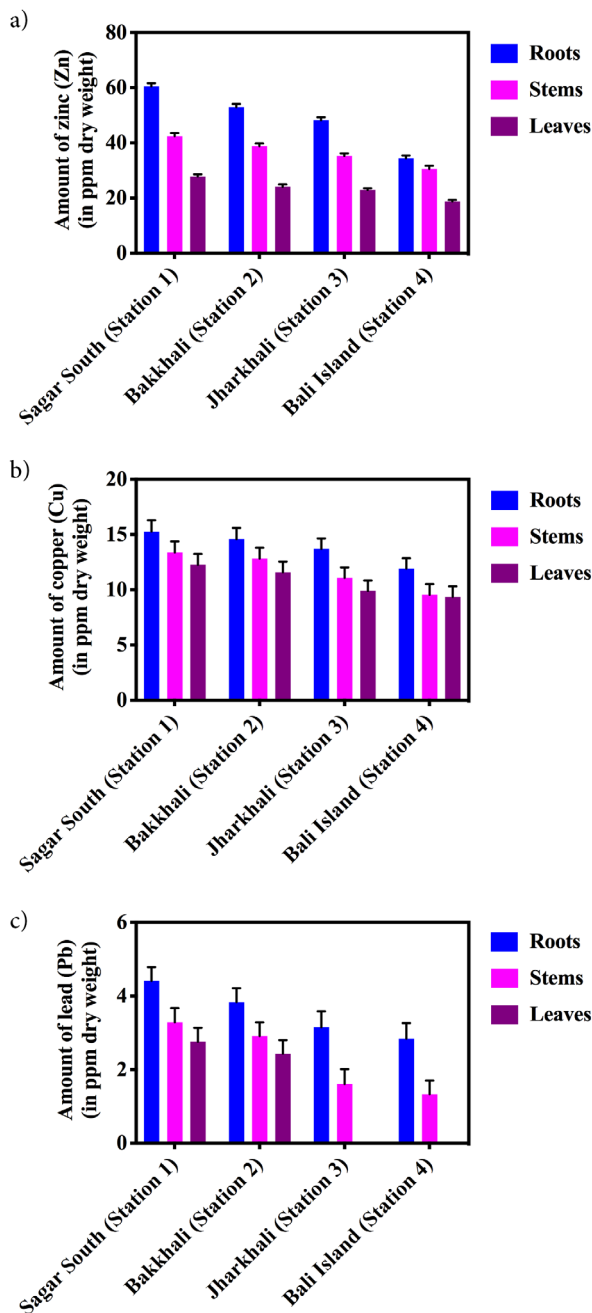 a)
Amount of zinc (Zn)
(in ppm dry weight)
80
60
40
20
0
Roots
Stems
Leaves
Sagar South (Station 1)
Bakkhali (Station 2)
Jharkhali (Station 3)
Bali Island (Station 4)
b)
Amount of copper (Cu)
(in ppm dry weight)
20
15
10
5
0
Roots
Stems
Leaves
Sagar South (Station 1)
Bakkhali (Station 2)
Jharkhali (Station 3)
Bali Island (Station 4)
c)
Amount of lead (Pb)
(in ppm dry weight)
6
4
2
0
Roots
Stems
Leaves
Sagar South (Station 1)
Bakkhali (Station 2)
Jharkhali (Station 3)
Bali Island (Station 4)